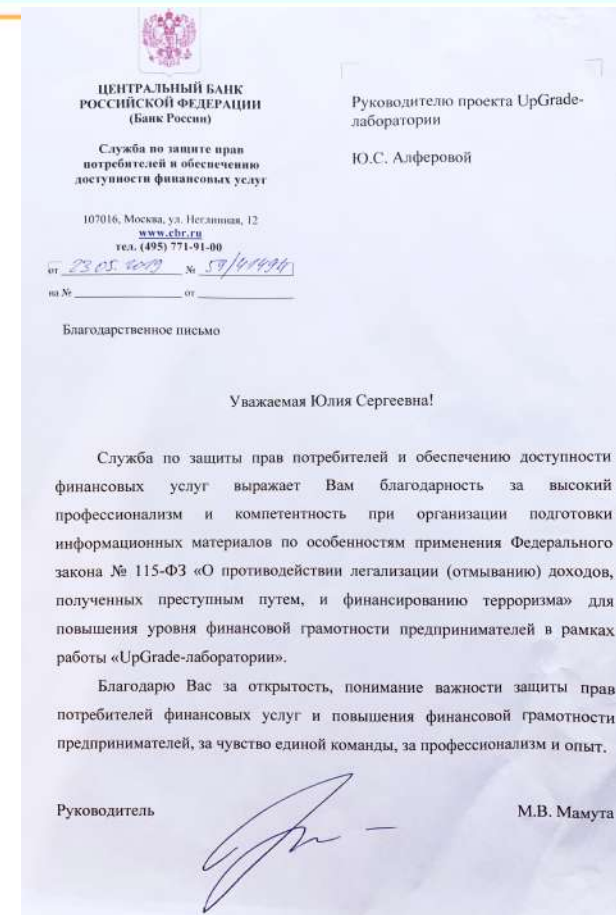 ЦЕНТРАЛЬНЫЙ БАНК
РОССИЙСКОЙ ФЕДЕРАЦИИ
(Банк России)
Служба по защите прав
потребителей и обеспечению
доступности финансовых услуг
107016, Москва, ул. Неглинная, 12
www.cbr.ru
тел. (495) 771-91-00
от 23.05.2019 № 59/41494
на № от
Руководителю проекта UpGrade-
лаборатории
Ю.С. Алферовой
Благодарственное письмо
Уважаемая Юлия Сергеевна!
Служба по защиты прав потребителей и обеспечению доступности
финансовых услуг выражает Вам благодарность за высокий
профессионализм и компетентность при организации подготовки
информационных материалов по особенностям применения Федерального
закона № 115-ФЗ «О противодействии легализации (отмыванию) доходов,
полученных преступным путем, и финансированию терроризма» для
повышения уровня финансовой грамотности предпринимателей в рамках
работы «UpGrade-лаборатории».
Благодарю Вас за открытость, понимание важности защиты прав
потребителей финансовых услуг и повышения финансовой грамотности
предпринимателей, за чувство единой команды, за профессионализм и опыт.
Руководитель М.В. Мамута